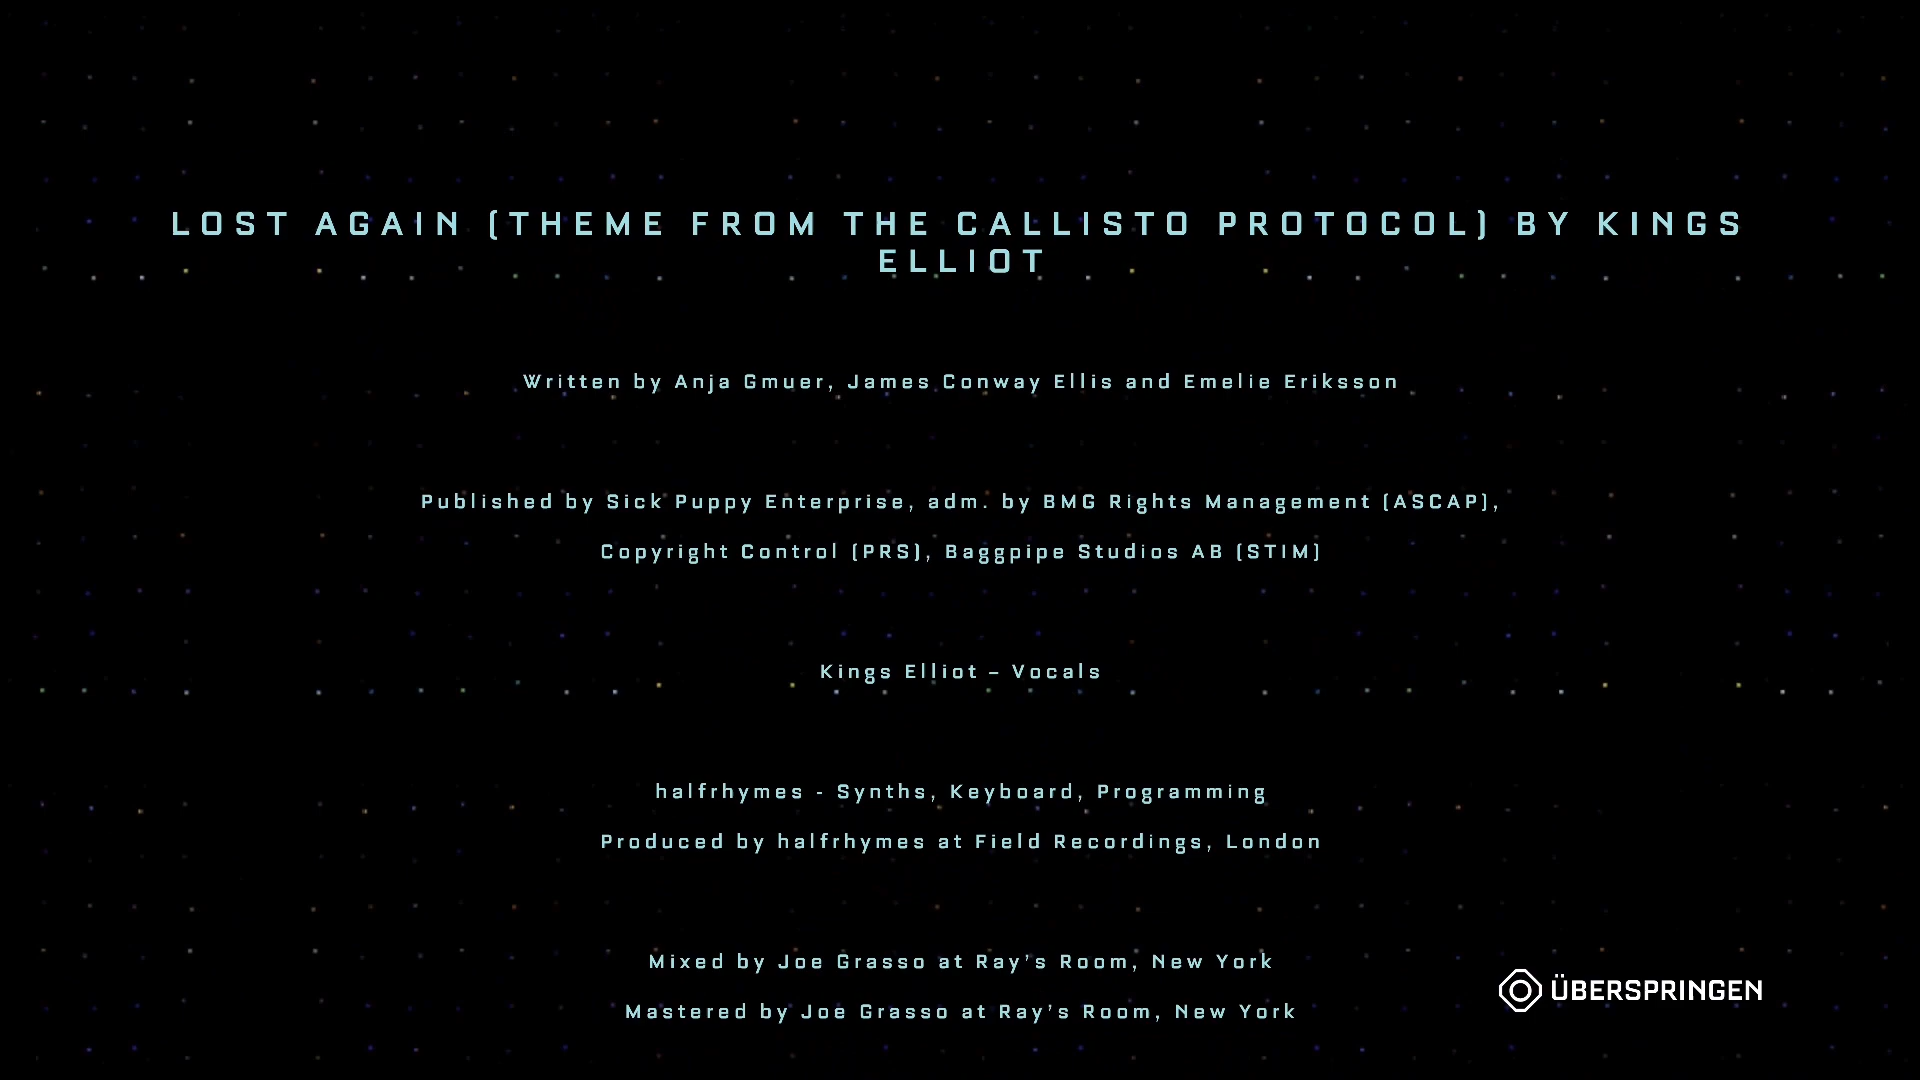 LOST AGAIN (THEME FROM THE CALLISTO PROTOCOL) BY KINGS
ELLIOT
Written by Anja Gmuer, James Conway Ellis and Emelie Eriksson
Published by Sick Puppy Enterprise, adm. by BMG Rights Management (ASCAP),
Copyright Control (PRS), Baggpipe Studios AB (STIM)
Kings Elliot – Vocals
halfrhymes - Synths, Keyboard, Programming
Produced by halfrhymes at Field Recordings, London
Mixed by Joe Grasso at Ray's Room, New York
Mastered by Joe Grasso at Ray's Room, New York
ÜBERSPRINGEN